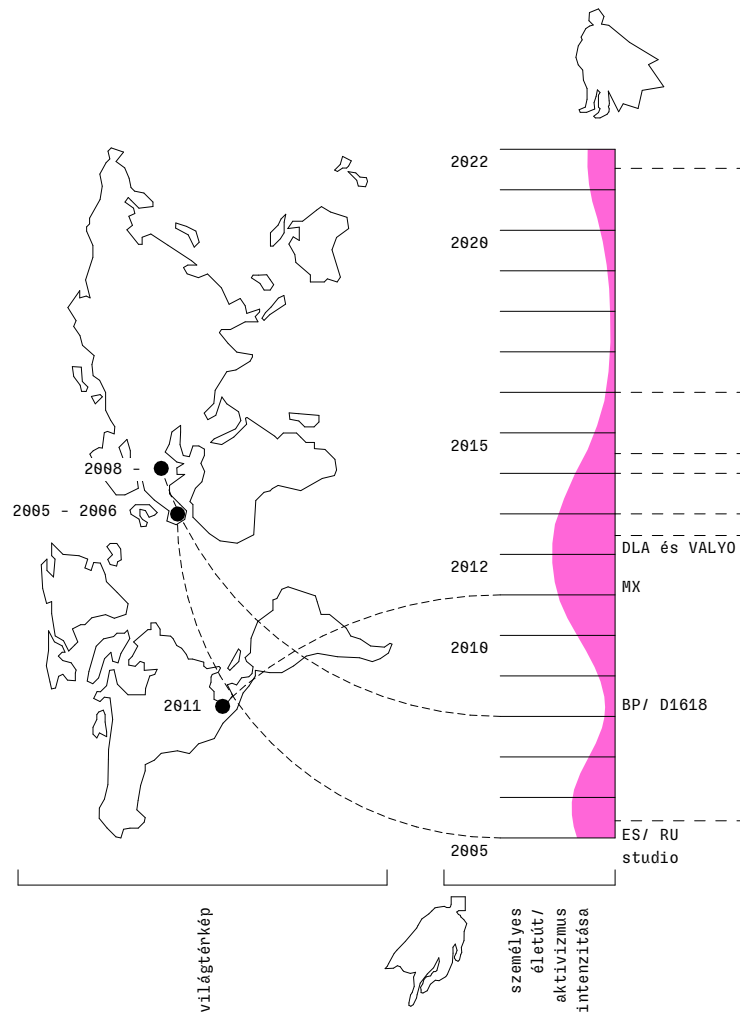 2022
2020
2015
2008 -
2005 - 2006
DLA és VALYO
2012
MX
2010
2011
BP/ D1618
ES/ RU
studio
2005
világtérkép
személyes
életút/
aktivizmus
intenzitása